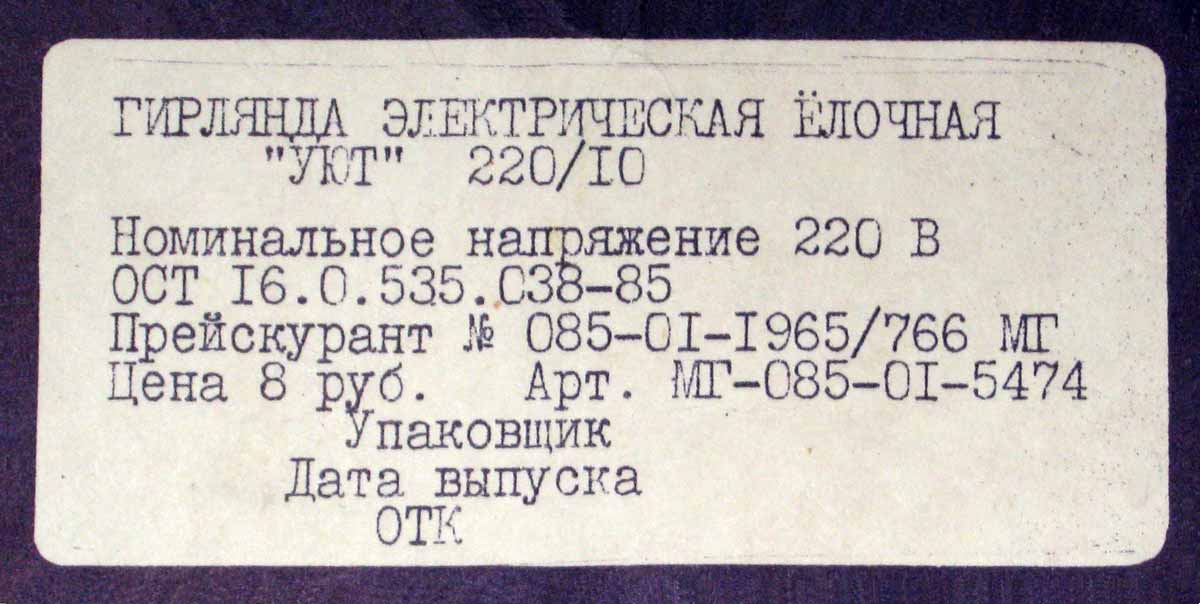 ГИРЛЯНДА ЭЛЕКТРИЧЕСКАЯ ЁЛОЧНАЯ
"УЮТ" 220/I0
Номинальное напряжение 220 В
ОСТ I6.0.535.038-85
Прейскурант № 085-0I-I965/766 МГ
Цена 8 руб. Арт. МГ-085-0I-5474
Упаковщик
Дата выпуска
ОТК